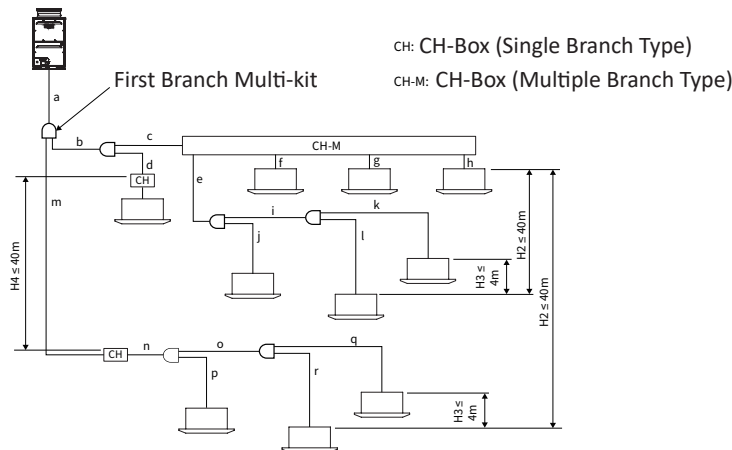 CH: CH-Box (Single Branch Type)
First Branch Multi-kit
CH-M: CH-Box (Multiple Branch Type)
a
b
c
CH-M
d
CH
e
f
g
h
m
i
k
j
l
H4 ≤ 40m
H3 ≤
4m
H2 ≤ 40m
H2 ≤ 40m
CH
n
o
q
p
r
H3 ≤
4m